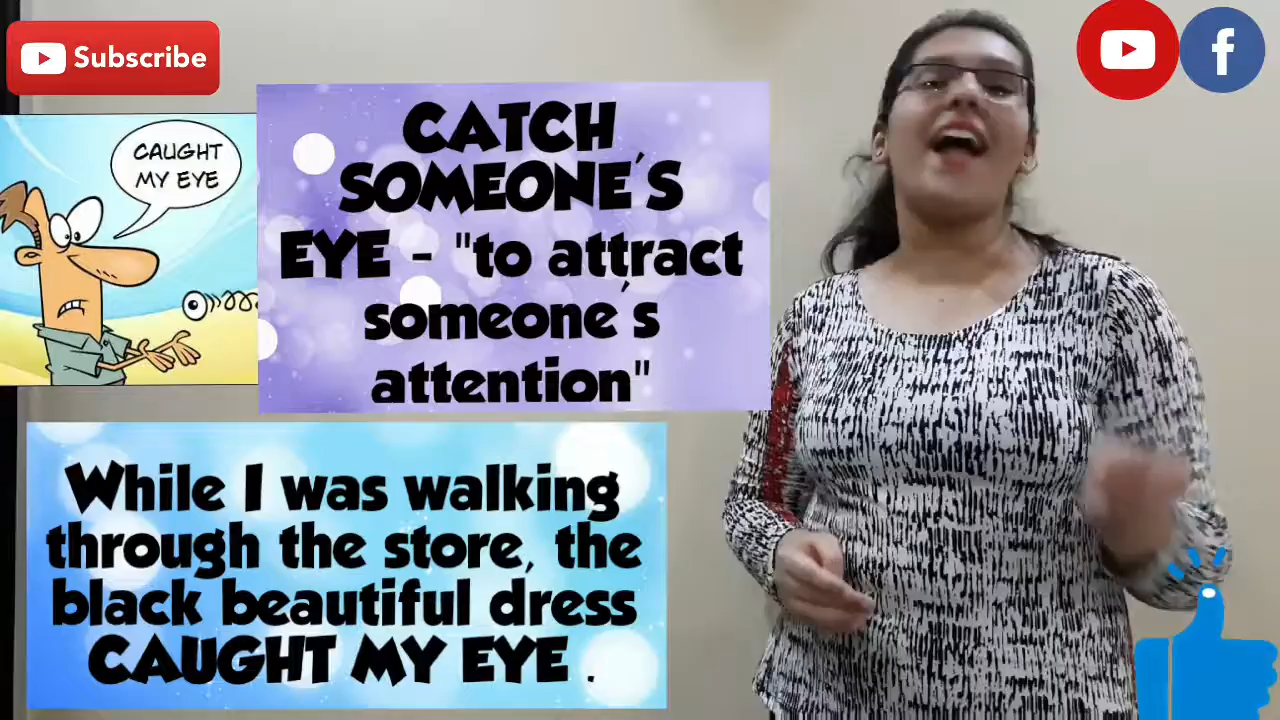 Subscribe
CAUGHT
MY EYE
CATCH
SOMEONE'S
EYE - "to attract
someone's
attention"
While I was walking
through the store, the
black beautiful dress
CAUGHT MY EYE .
f